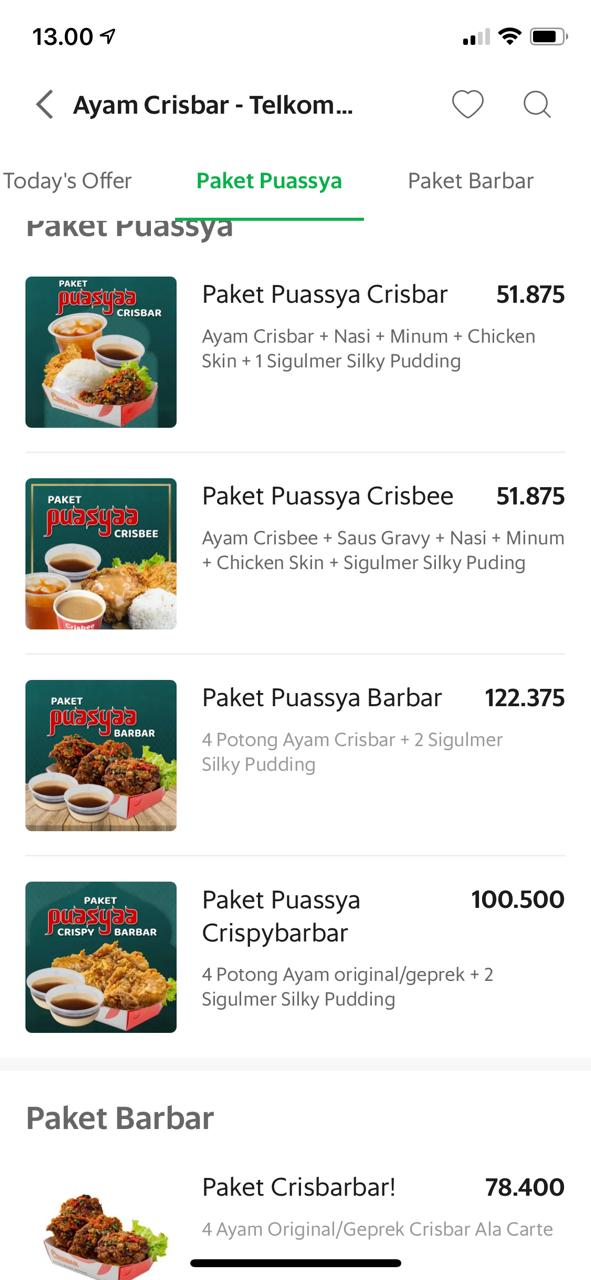 13.00
Ayam Crisbar - Telkom...
Today's Offer
Paket Puassya
Paket Barbar
Paket Puassya
PAKET
puasyaa
CRISBAR
Paket Puassya Crisbar
51.875
Ayam Crisbar + Nasi + Minum + Chicken
Skin + 1 Sigulmer Silky Pudding
PAKET
puasyaa
CRISBEE
Crisbee
Paket Puassya Crisbee
51.875
Ayam Crisbee + Saus Gravy + Nasi + Minum
+ Chicken Skin + Sigulmer Silky Puding
PAKET
puasyaa
BARBAR
Paket Puassya Barbar
122.375
4 Potong Ayam Crisbar + 2 Sigulmer
Silky Pudding
PAKET
puasyaa
CRISPY BARBAR
Paket Puassya
Crispybarbar
100.500
4 Potong Ayam original/geprek + 2
Sigulmer Silky Pudding
Paket Barbar
Paket Crisbarbar!
78.400
4 Ayam Original/Geprek Crisbar Ala Carte